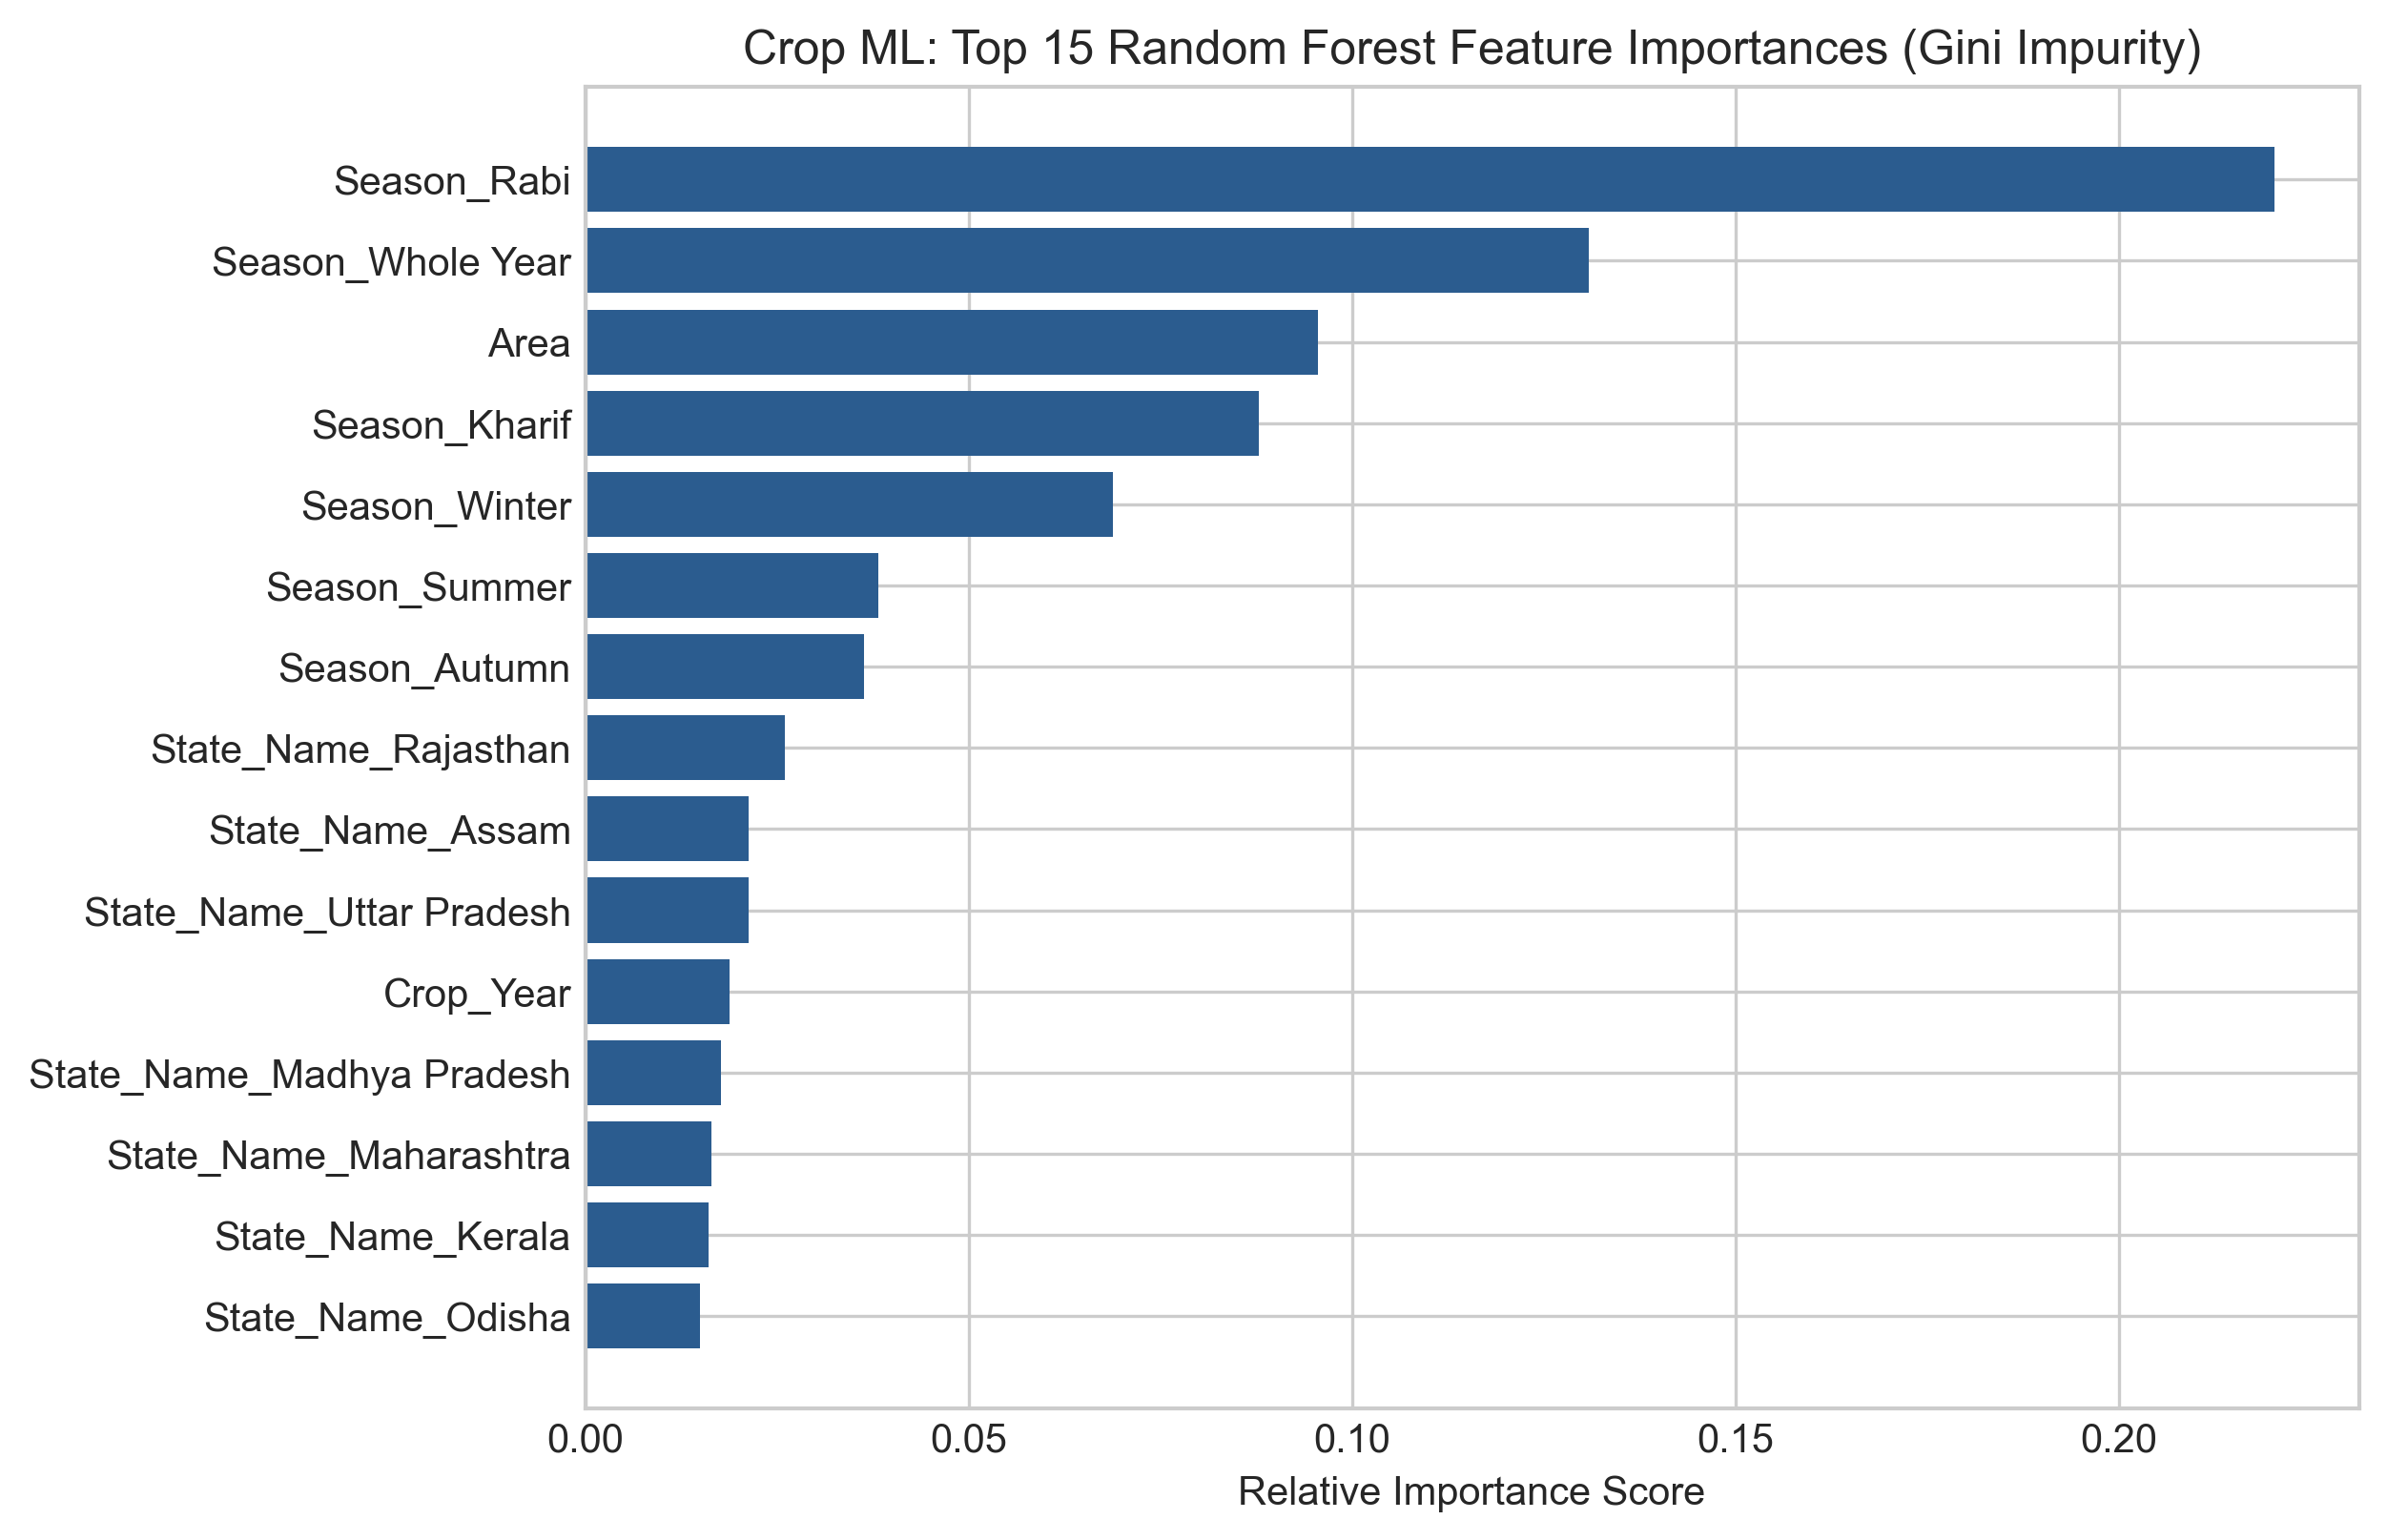 Crop ML: Top 15 Random Forest Feature Importances (Gini Impurity)
Season_Rabi
Season_Whole Year
Area
Season_Kharif
Season_Winter
Season_Summer
Season_Autumn
State_Name_Rajasthan
State_Name_Assam
State_Name_Uttar Pradesh
Crop_Year
State_Name_Madhya Pradesh
State_Name_Maharashtra
State_Name_Kerala
State_Name_Odisha
0.00 0.05 0.10 0.15 0.20
Relative Importance Score